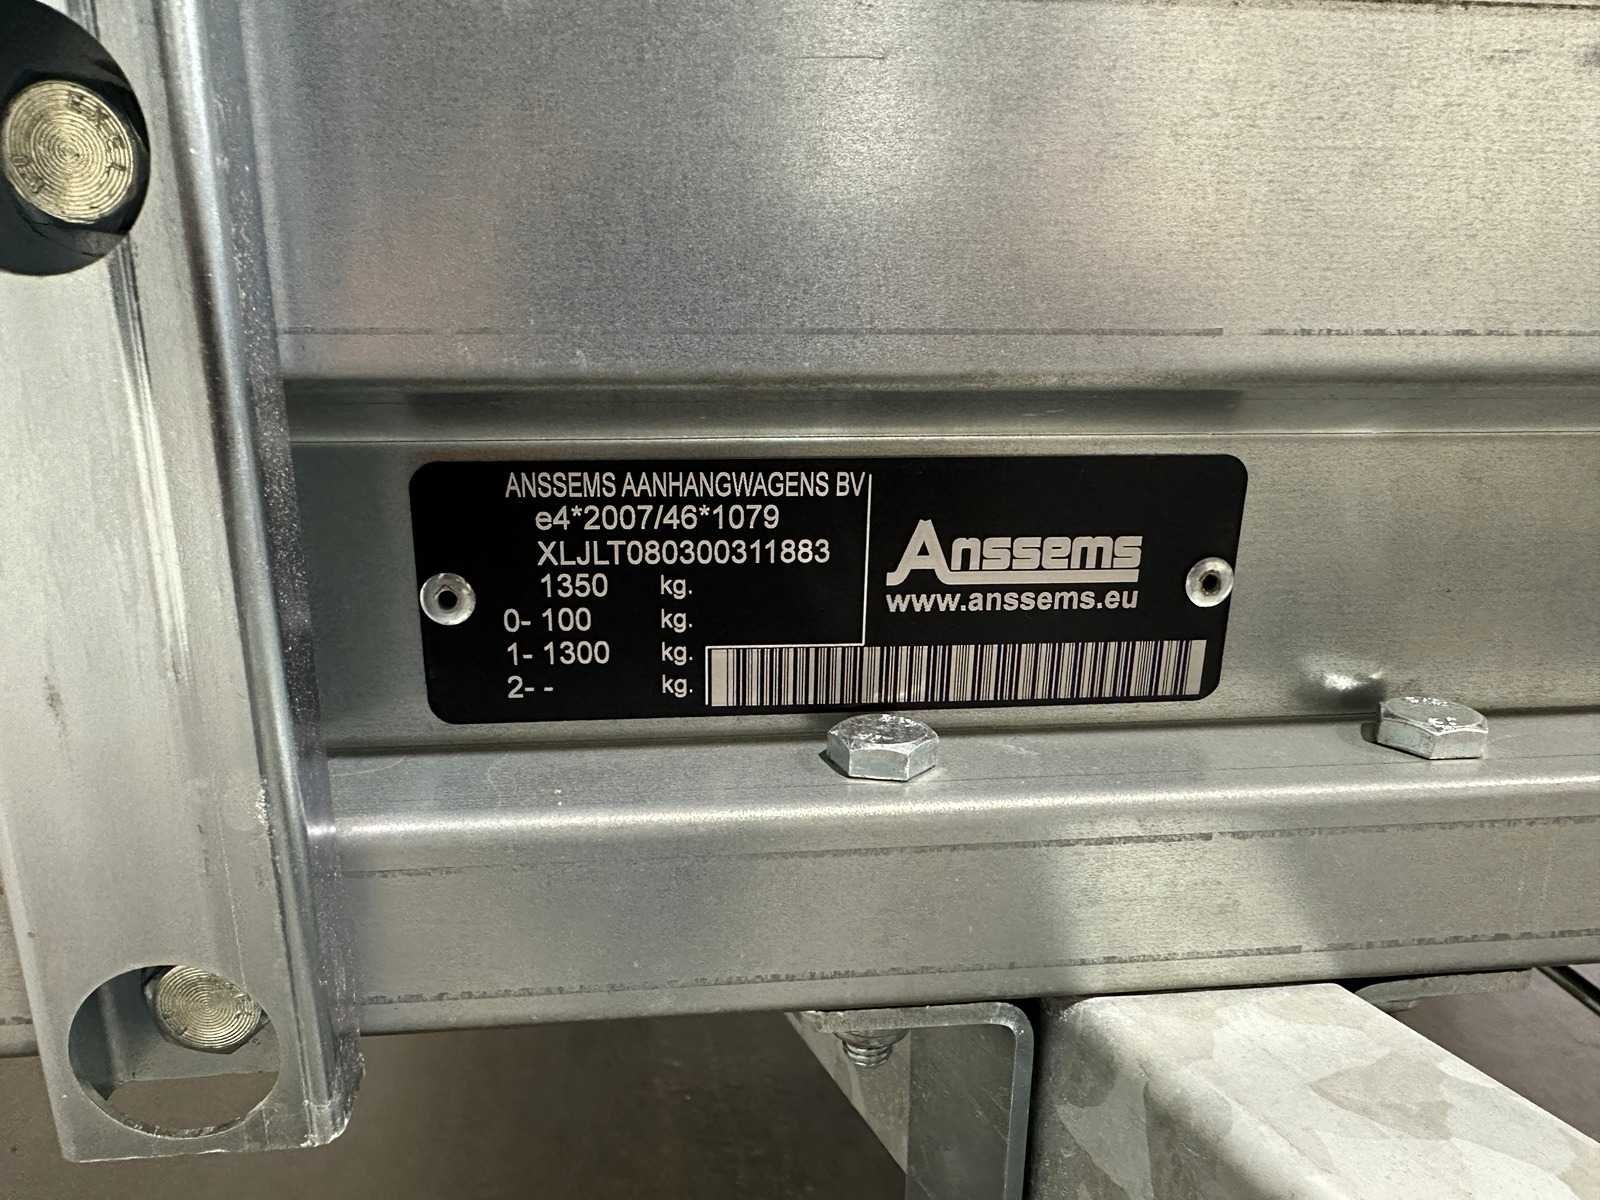 ANSSEMS AANHANGWAGENS BV
e4*2007/46*1079
XLJLT080300311883
1350 kg.
0- 100 kg.
1- 1300 kg.
2- - kg.
Anssems
www.anssems.eu